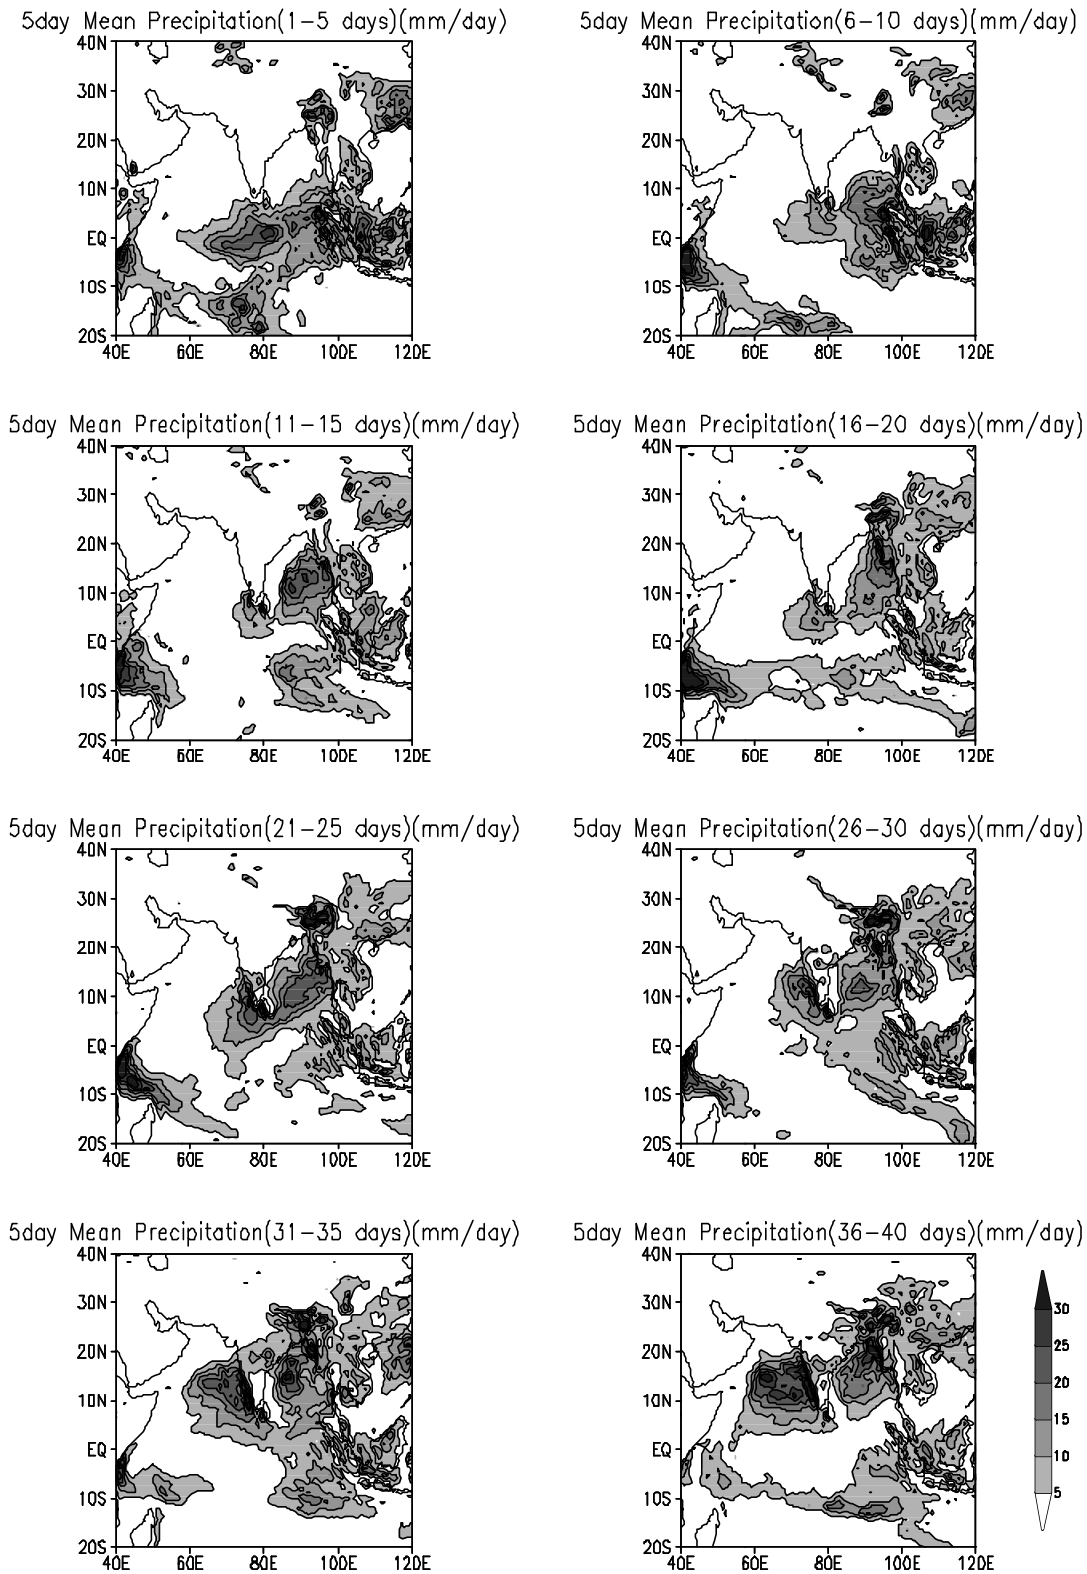 5day Mean Precipitation(1-5 days)(mm/day)
5day Mean Precipitation(6-10 days)(mm/day)
40N 30N 20N 10N EQ 10S 20S
40E 60E 80E 100E 120E
40N 30N 20N 10N EQ 10S 20S
40E 60E 80E 100E 120E
5day Mean Precipitation(11-15 days)(mm/day)
5day Mean Precipitation(16-20 days)(mm/day)
40N 30N 20N 10N EQ 10S 20S
40E 60E 80E 100E 120E
40N 30N 20N 10N EQ 10S 20S
40E 60E 80E 100E 120E
5day Mean Precipitation(21-25 days)(mm/day)
5day Mean Precipitation(26-30 days)(mm/day)
40N 30N 20N 10N EQ 10S 20S
40E 60E 80E 100E 120E
40N 30N 20N 10N EQ 10S 20S
40E 60E 80E 100E 120E
5day Mean Precipitation(31-35 days)(mm/day)
5day Mean Precipitation(36-40 days)(mm/day)
40N 30N 20N 10N EQ 10S 20S
40E 60E 80E 100E 120E
40N 30N 20N 10N EQ 10S 20S
40E 60E 80E 100E 120E
30
25
20
15
10
5